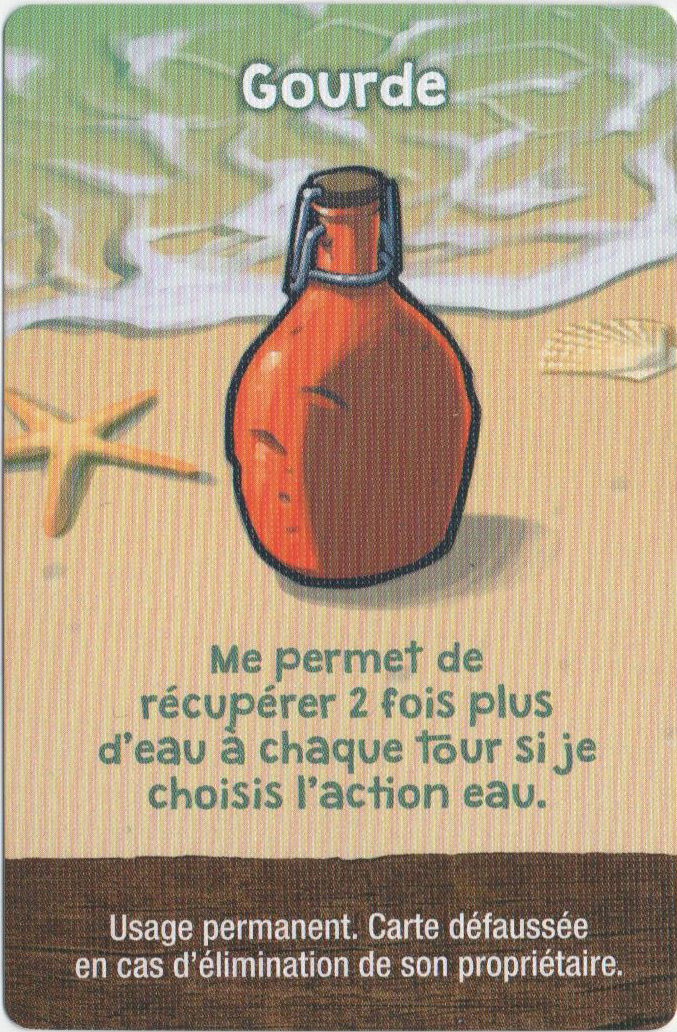 Gourde
Me permet de
récupérer 2 fois plus
d'eau à chaque tour si je
choisis l'action eau.
Usage permanent. Carte défaussée
en cas d'élimination de son propriétaire.